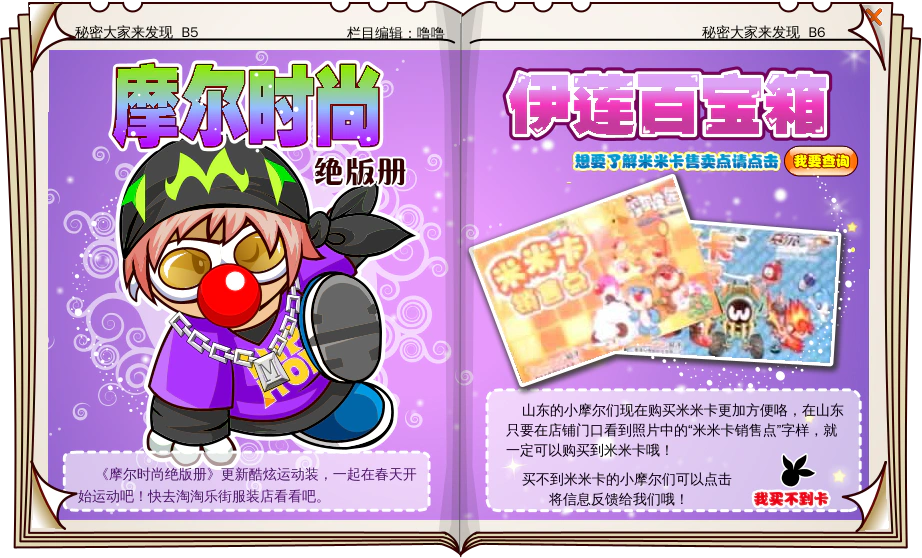 秘密大家来发现 B5
栏目编辑：噜噜
摩尔时尚
绝版册
M
《摩尔时尚绝版册》更新酷炫运动装，一起在春天开
始运动吧！快去淘淘乐街服装店看看吧。
秘密大家来发现 B6
伊莲百宝箱
想要了解米米卡售卖点请点击
我要查询
米米卡
销售点
卡
山东的小摩尔们现在购买米米卡更加方便咯，在山东
只要在店铺门口看到照片中的“米米卡销售点”字样，就
一定可以购买到米米卡哦！
买不到米米卡的小摩尔们可以点击
将信息反馈给我们哦！
我买不到卡